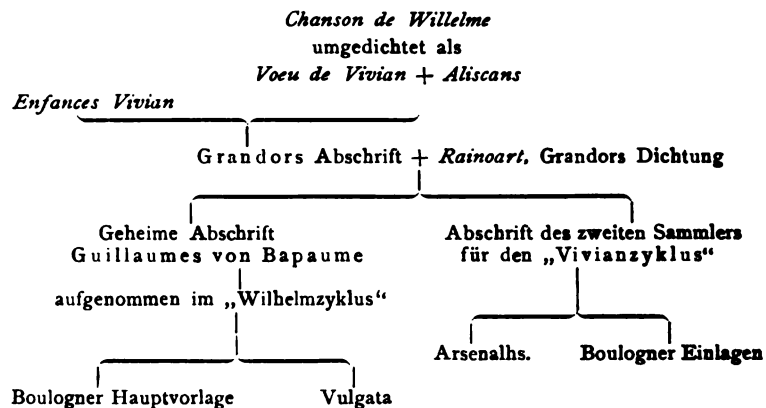 Chanson de Willelme
umgedichtet als
Voeu de Vivian + Aliscans
Enfances Vivian
Grandors Abschrift + Rainoart, Grandors Dichtung
Geheime Abschrift
Guillaumes von Bapaume
Abschrift des zweiten Sammlers
für den „Vivianzyklus“
aufgenommen im „Wilhelmzyklus“
Arsenalhs.
Boulogner Einlagen
Boulogner Hauptvorlage
Vulgata